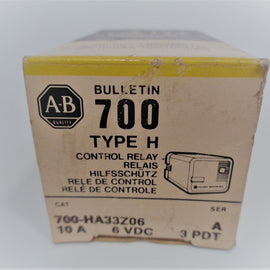 A-B
QUALITY
BULLETIN
700
TYPE H
CONTROL RELAY
RELAIS
HILFSSCHÜTZ
RELE DE CONTROL
RELÉ DE CONTROLE
CAT SER
700-HA33Z06 A
10 A 6 VDC 3 PDT